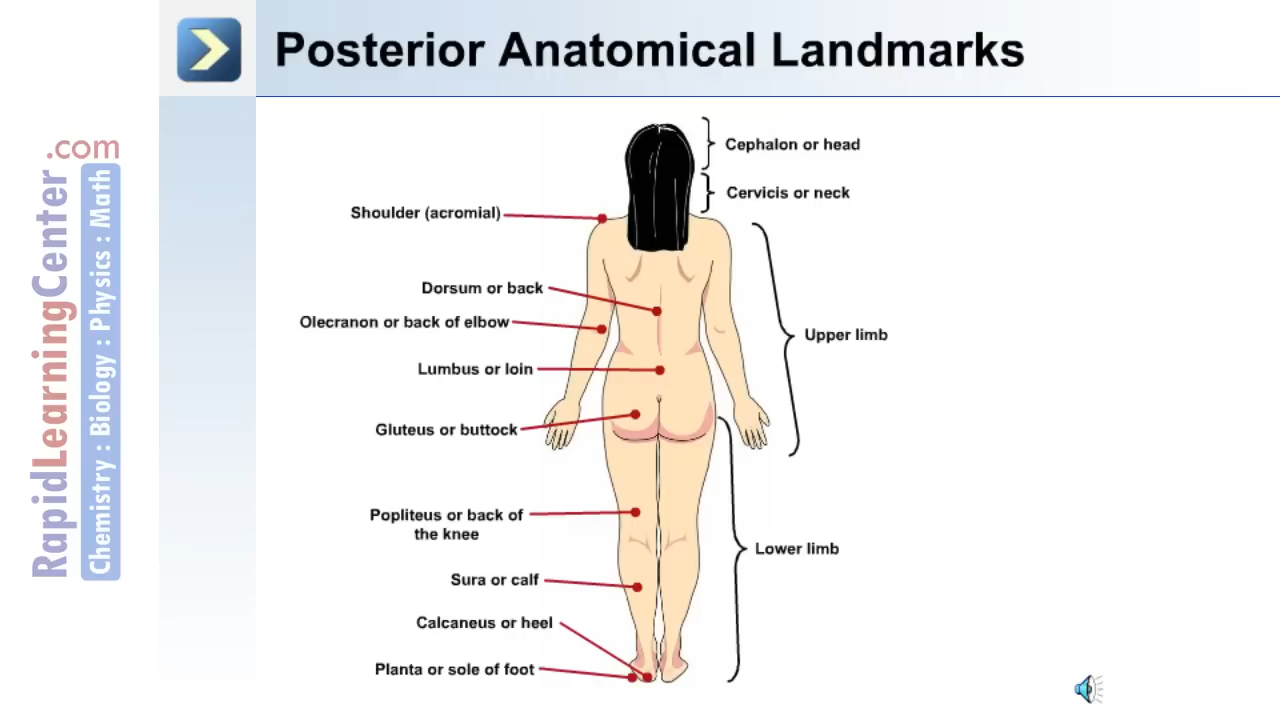 Posterior Anatomical Landmarks
RapidLearningCenter.com
Chemistry : Biology : Physics : Math
Cephalon or head
Cervicis or neck
Shoulder (acromial)
Dorsum or back
Olecranon or back of elbow
Upper limb
Lumbus or loin
Gluteus or buttock
Popliteus or back of
the knee
Lower limb
Sura or calf
Calcaneus or heel
Planta or sole of foot